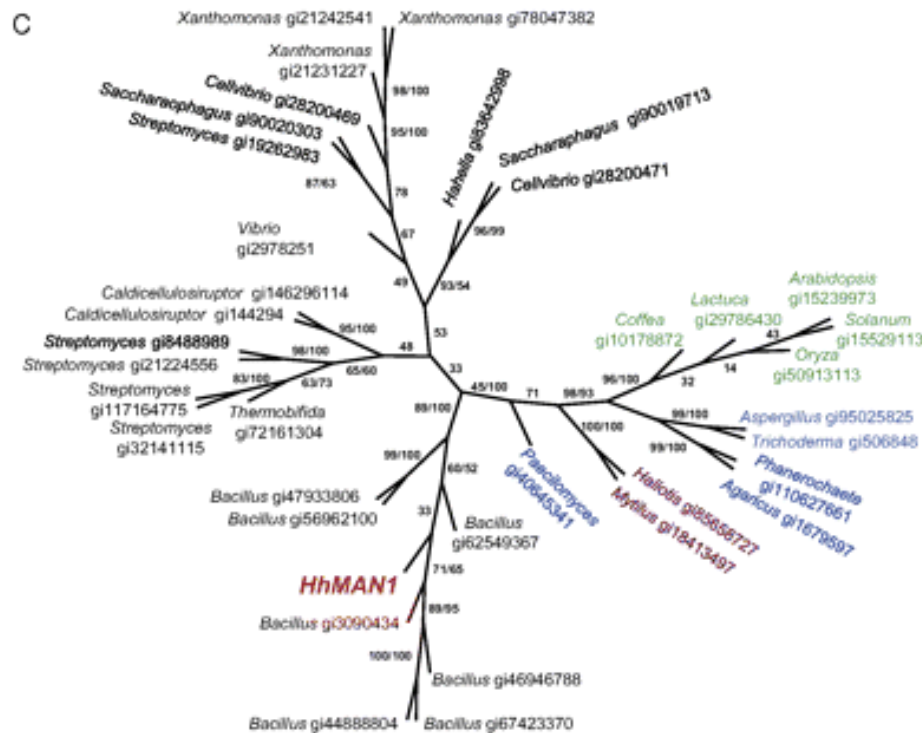 C
Xanthomonas gi21242541
Xanthomonas gi78047382
Xanthomonas
gi21231227
98/100
Cellvibrio gi28200469
Saccharaophagus gi90020303
Streptomyces gi19262983
95/100
87/63
78
67
Hahella gi83642998
Saccharaphagus gi90019713
Cellvibrio gi28200471
96/99
Vibrio
gi2978251
49
93/54
53
Caldicellulosiruptor gi146296114
Caldicellulosiruptor gi144294
95/100
48
Streptomyces gi8488989
Streptomyces gi21224556
98/100
65/60
83/100
63/73
Streptomyces
gi117164775
Streptomyces
gi32141115
Thermobifida
gi72161304
33
45/100
71
98/93
96/100
32
14
43
Coffea
gi10178872
Lactuca
gi29786430
Arabidopsis
gi15239973
Solanum
gi15529113
Oryza
gi50913113
99/100
99/100
Aspergillus gi95025825
Trichoderma gi506848
Phanerochaete
gi110627661
Agaricus gi1679597
100/100
Haliotis gi85658727
Mytilus gi18413497
Paecilomyces
gi40645341
89/100
99/100
60/52
Bacillus gi47933806
Bacillus gi56962100
33
Bacillus
gi62549367
HhMAN1
71/65
Bacillus gi3090434
89/95
100/100
Bacillus gi46946788
Bacillus gi44888804
Bacillus gi67423370